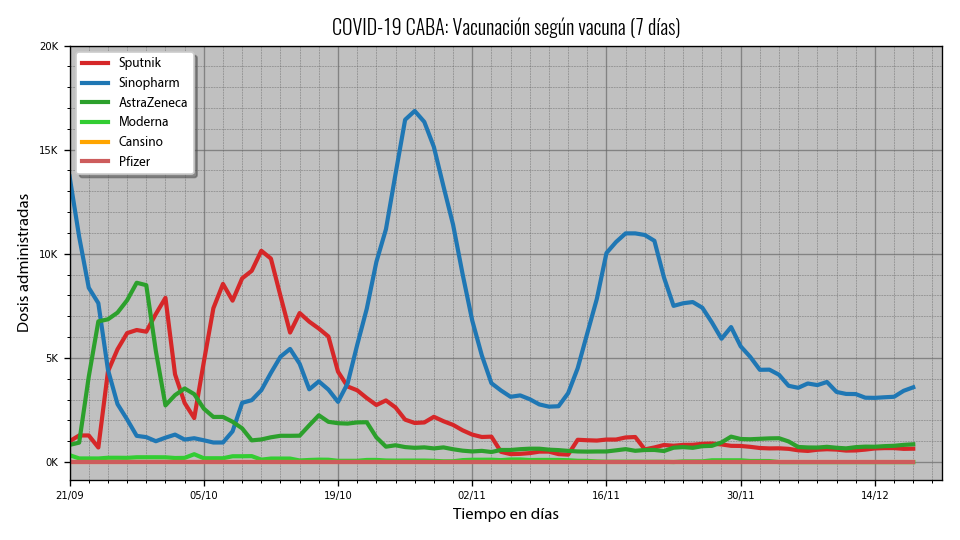 COVID-19 CABA: Vacunación según vacuna (7 días)
Sputnik
Sinopharm
AstraZeneca
Moderna
Cansino
Pfizer
20K
15K
10K
5K
0K
Dosis administradas
21/09 05/10 19/10 02/11 16/11 30/11 14/12
Tiempo en días